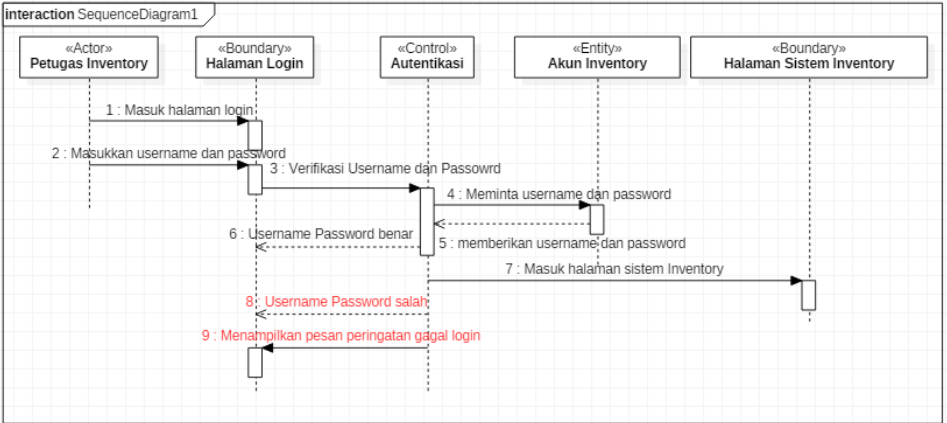 interaction SequenceDiagram1
«Actor»
Petugas Inventory
«Boundary»
Halaman Login
«Control»
Autentikasi
«Entity»
Akun Inventory
«Boundary»
Halaman Sistem Inventory
1 : Masuk halaman login
2 : Masukkan username dan password
3 : Verifikasi Username dan Passowrd
4 : Meminta username dan password
6 : Username Password benar
5 : memberikan username dan password
7 : Masuk halaman sistem Inventory
8 : Username Password salah
9 : Menampilkan pesan peringatan gagal login